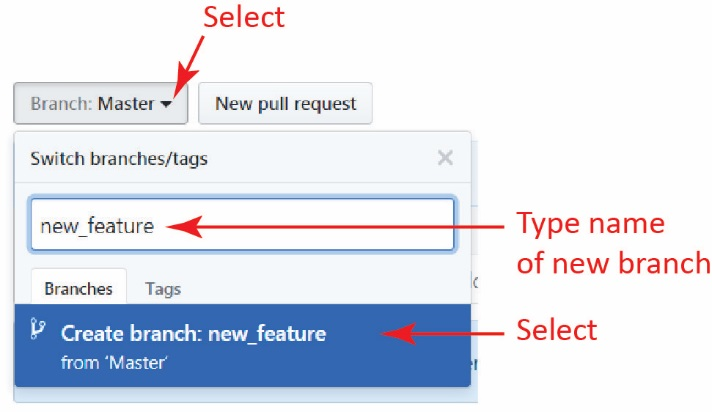 Select
Branch: Master
New pull request
Switch branches/tags
new_feature
Type name
of new branch
Branches
Tags
Create branch: new_feature
from 'Master'
Select